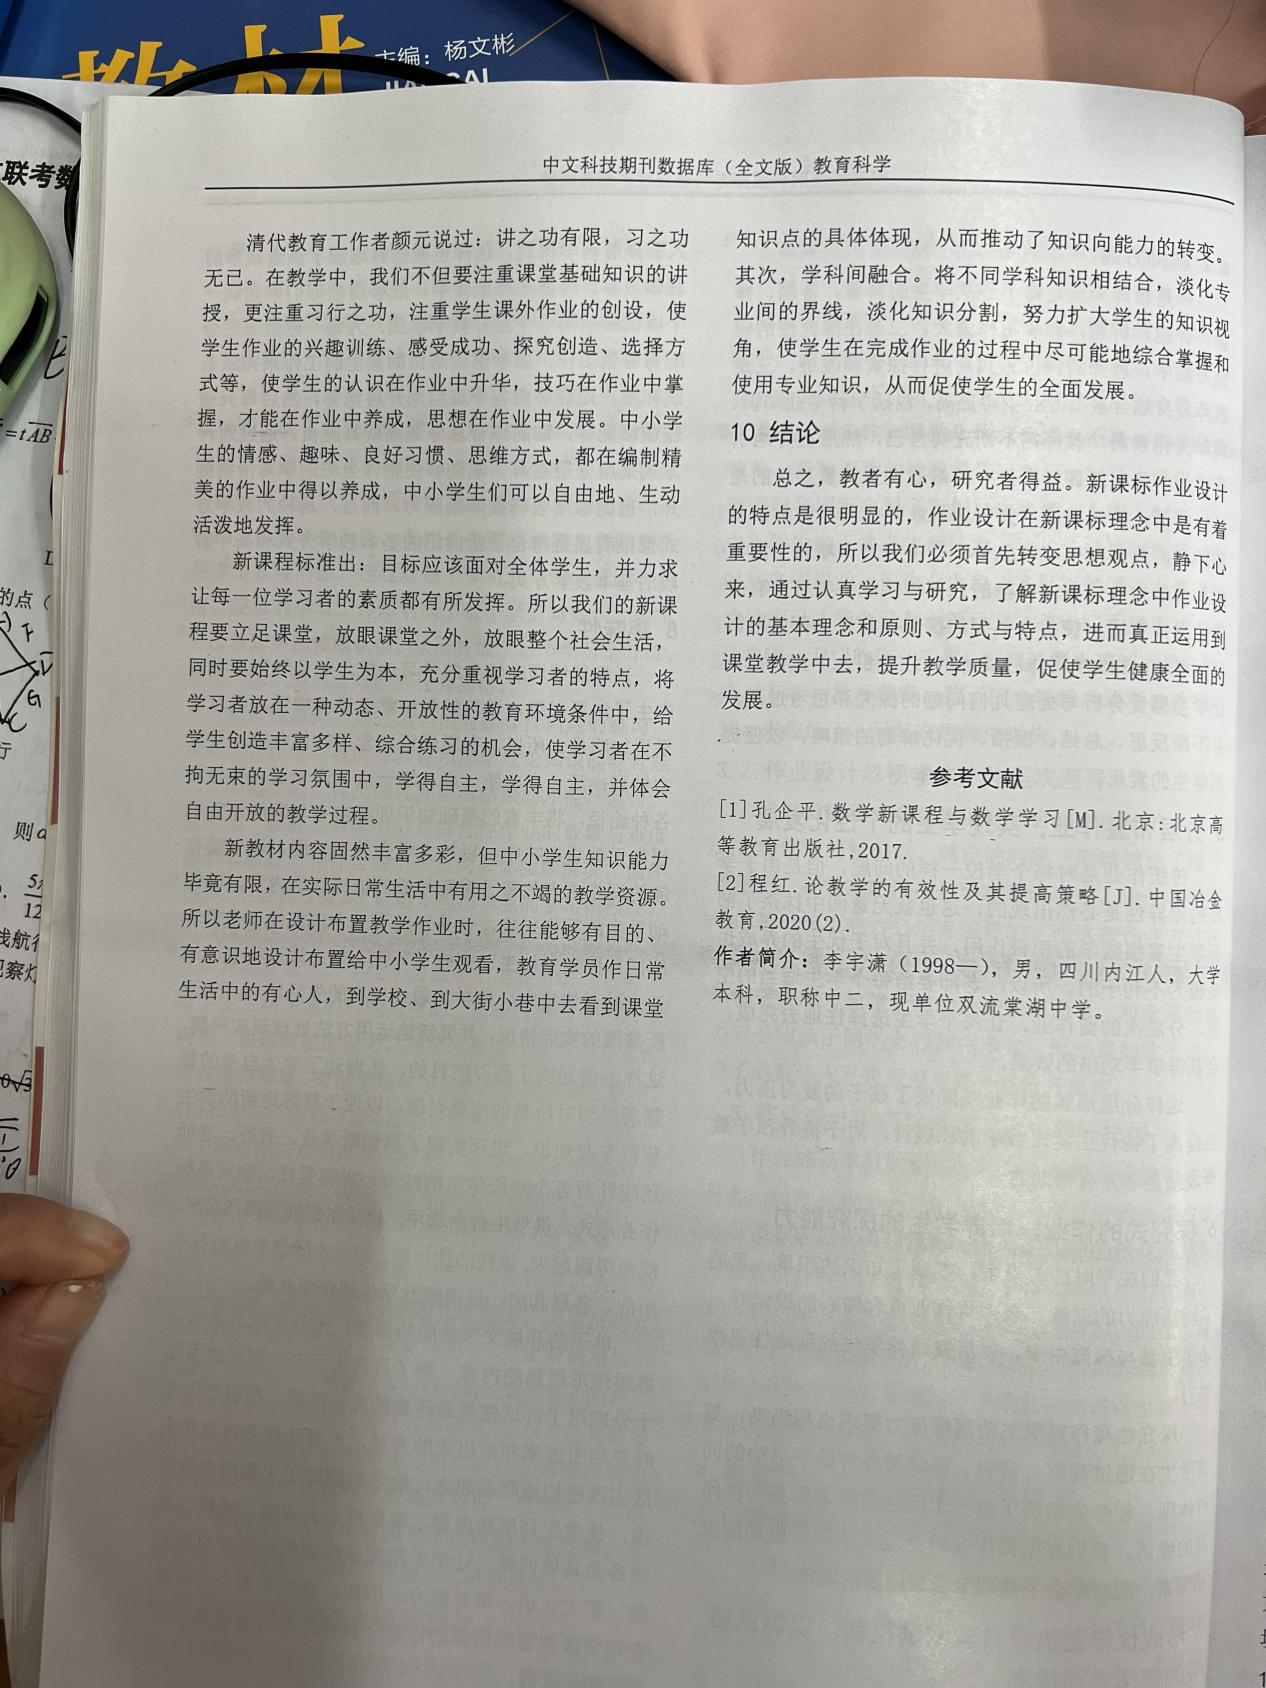 教材
主编：杨文彬
联考数
中文科技期刊数据库（全文版）教育科学
清代教育工作者颜元说过：讲之功有限，习之功
无已。在教学中，我们不但要注重课堂基础知识的讲
授，更注重习行之功，注重学生课外作业的创设，使
学生作业的兴趣训练、感受成功、探究创造、选择方
式等，使学生的认识在作业中升华，技巧在作业中掌
握，才能在作业中养成，思想在作业中发展。中小学
生的情感、趣味、良好习惯、思维方式，都在编制精
美的作业中得以养成，中小学生们可以自由地、生动
活泼地发挥。
新课程标准出：目标应该面对全体学生，并力求
让每一位学习者的素质都有所发挥。所以我们的新课
程要立足课堂，放眼课堂之外，放眼整个社会生活，
同时要始终以学生为本，充分重视学习者的特点，将
学习者放在一种动态、开放性的教育环境条件中，给
学生创造丰富多样、综合练习的机会，使学习者在不
拘无束的学习氛围中，学得自主，学得自主，并体会
自由开放的教学过程。
新教材内容固然丰富多彩，但中小学生知识能力
毕竟有限，在实际日常生活中有用之不竭的教学资源。
所以老师在设计布置教学作业时，往往能够有目的、
有意识地设计布置给中小学生观看，教育学员作日常
生活中的有心人，到学校、到大街小巷中去看到课堂
知识点的具体体现，从而推动了知识向能力的转变。
其次，学科间融合。将不同学科知识相结合，淡化专
业间的界线，淡化知识分割，努力扩大学生的知识视
角，使学生在完成作业的过程中尽可能地综合掌握和
使用专业知识，从而促使学生的全面发展。
10 结论
总之，教者有心，研究者得益。新课标作业设计
的特点是很明显的，作业设计在新课标理念中是有着
重要性的，所以我们必须首先转变思想观点，静下心
来，通过认真学习与研究，了解新课标理念中作业设
计的基本理念和原则、方式与特点，进而真正运用到
课堂教学中去，提升教学质量，促使学生健康全面的
发展。
参考文献
[1]孔企平.数学新课程与数学学习[M].北京:北京高
等教育出版社,2017.
[2]程红.论教学的有效性及其提高策略[J].中国冶金
教育,2020(2).
作者简介：李宇潇（1998—），男，四川内江人，大学
本科，职称中二，现单位双流棠湖中学。